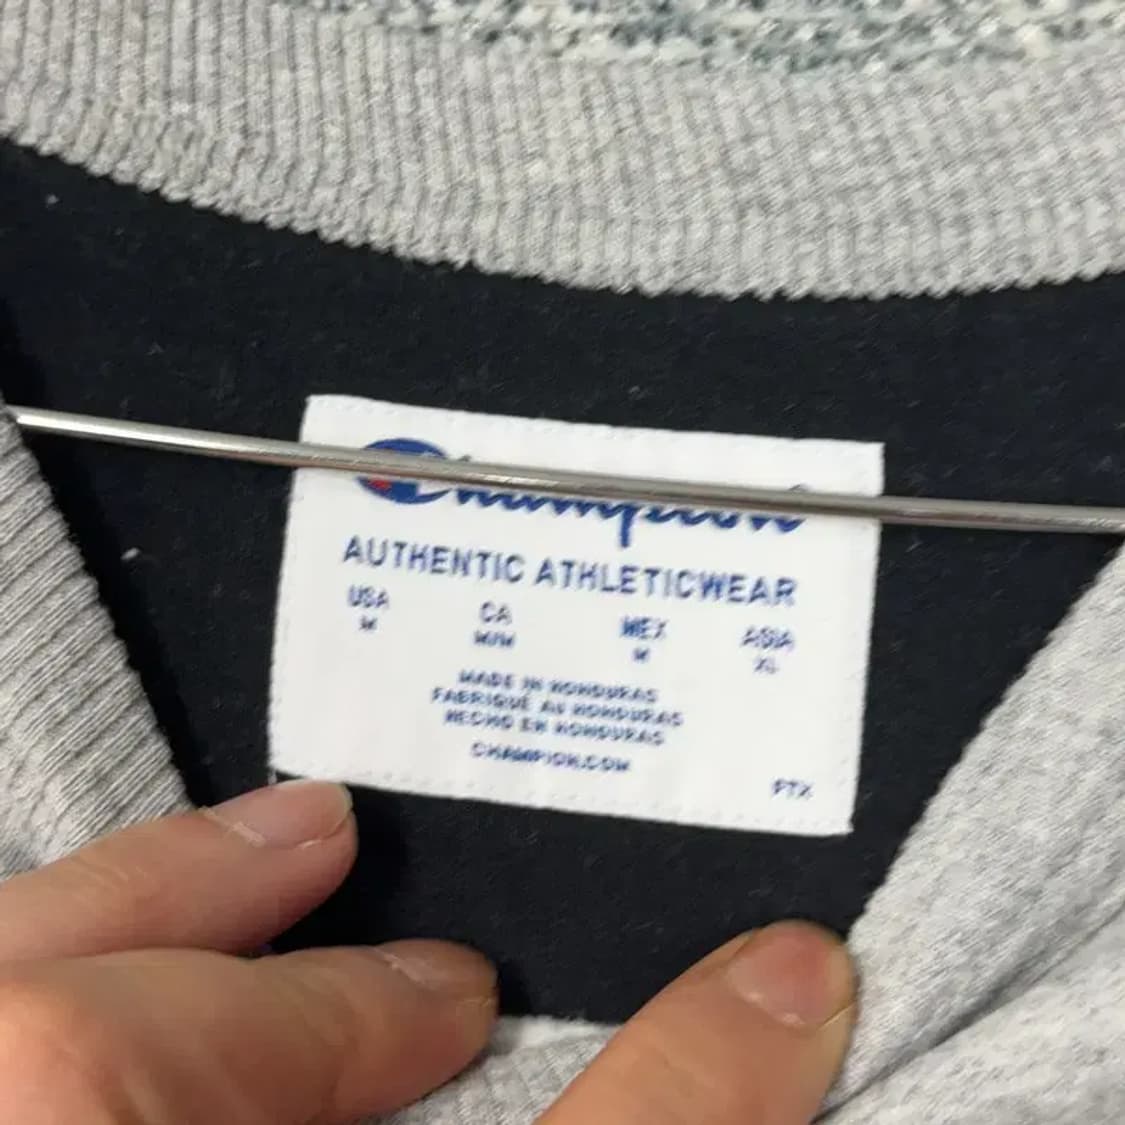 Champion
AUTHENTIC ATHLETICWEAR
USA CA MEX ASIA
M M/M M XL
MADE IN HONDURAS
FABRIQUÉ AU HONDURAS
HECHO EN HONDURAS
CHAMPION.COM
PTX